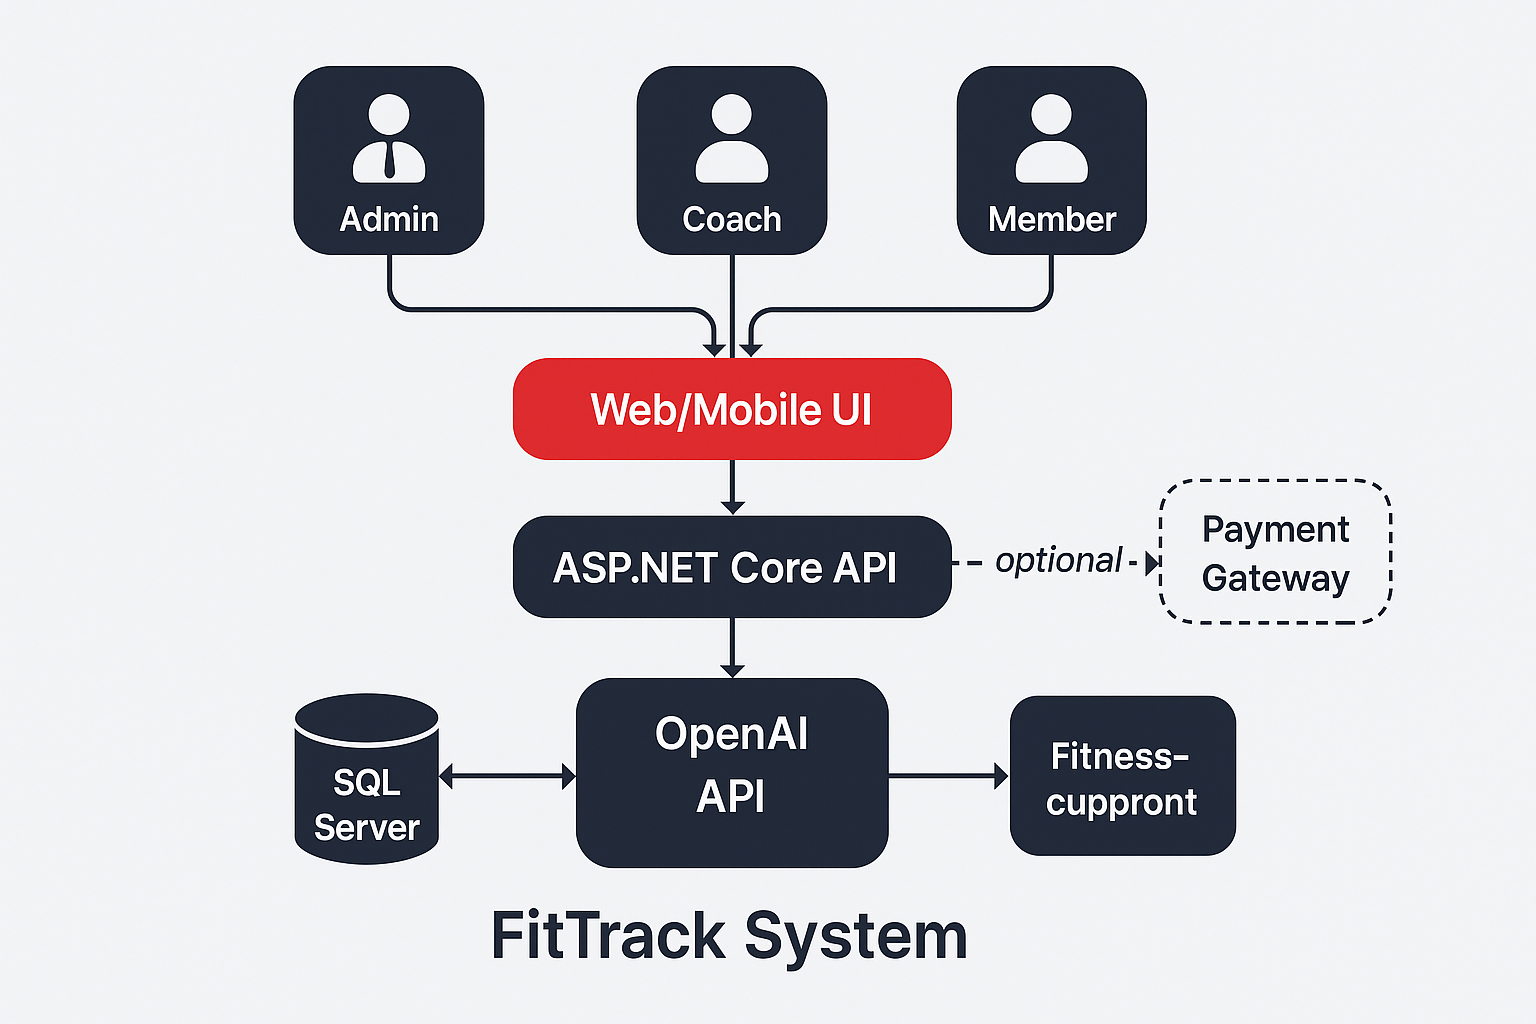 Admin
Coach
Member
Web/Mobile UI
ASP.NET Core API
optional
Payment
Gateway
OpenAI
API
SQL
Server
Fitness-
cuppront
FitTrack System